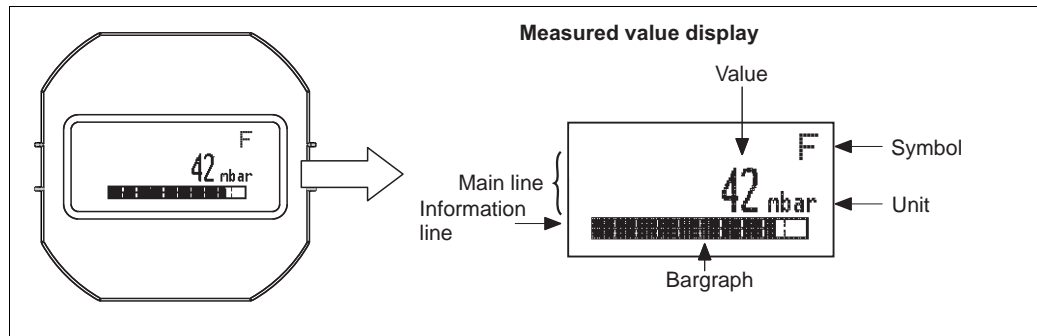 Measured value display
Value
F
Symbol
42 mbar
Unit
Main line
Information
line
Bargraph
F
42 mbar